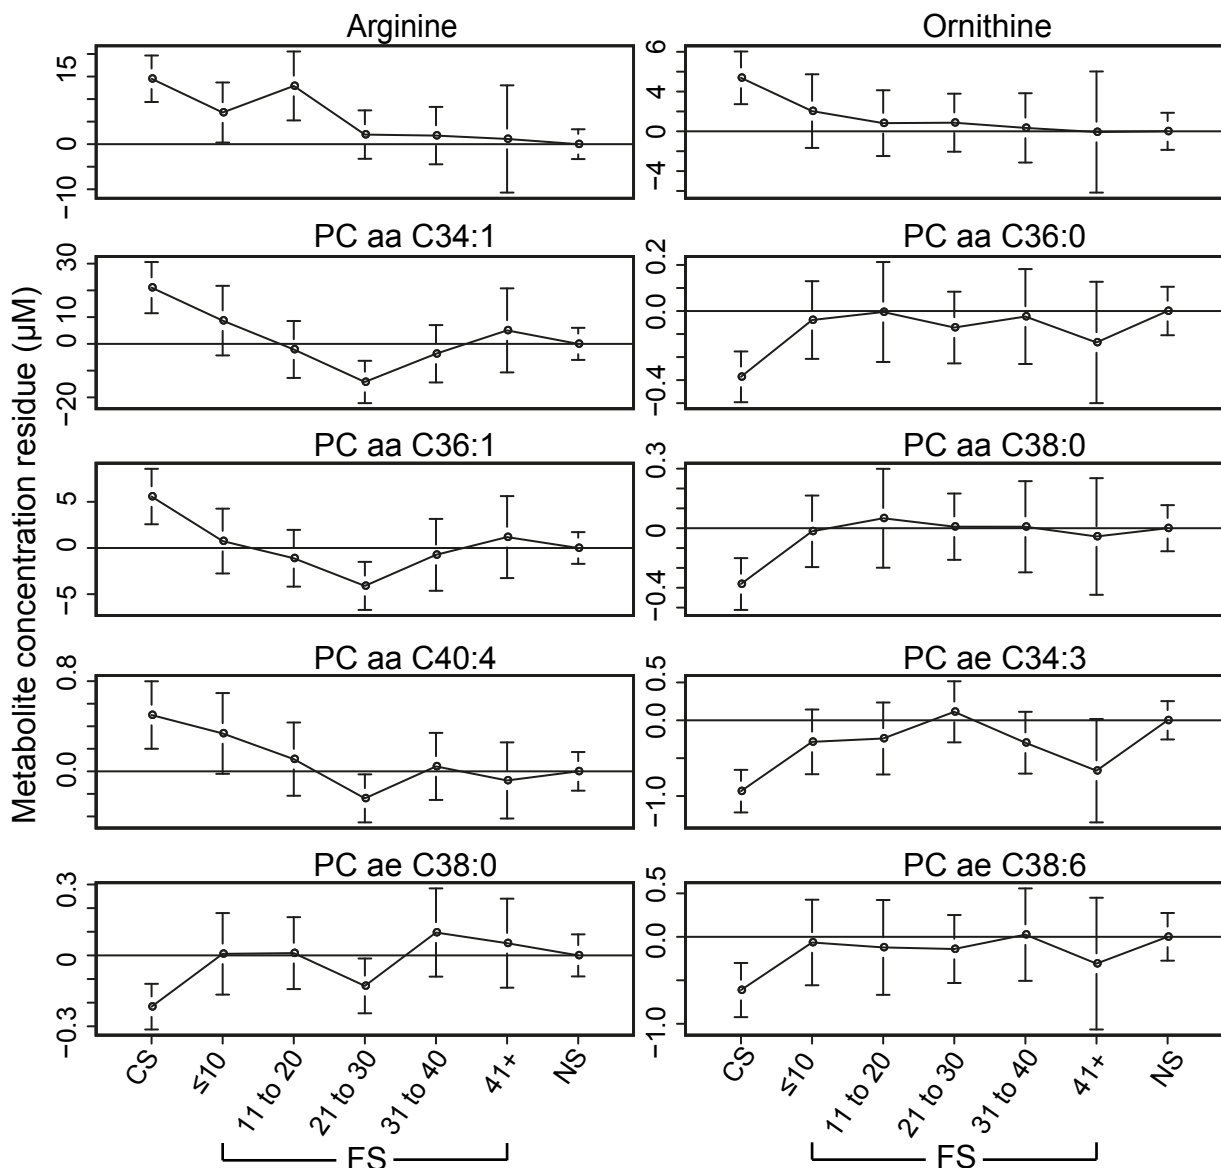 Metabolite concentration residue (µM)
Arginine
15
0
−10
Ornithine
6
4
0
−4
PC aa C34:1
30
10
0
−20
PC aa C36:0
0.2
0.0
−0.4
PC aa C36:1
5
0
−5
PC aa C38:0
0.3
0
−0.4
PC aa C40:4
0.8
0.0
PC ae C34:3
0.5
0.0
−1.0
PC ae C38:0
0.3
0
−0.3
PC ae C38:6
0.5
0.0
−1.0
CS
≤10
11 to 20
21 to 30
31 to 40
41+
NS
FS
CS
≤10
11 to 20
21 to 30
31 to 40
41+
NS
FS